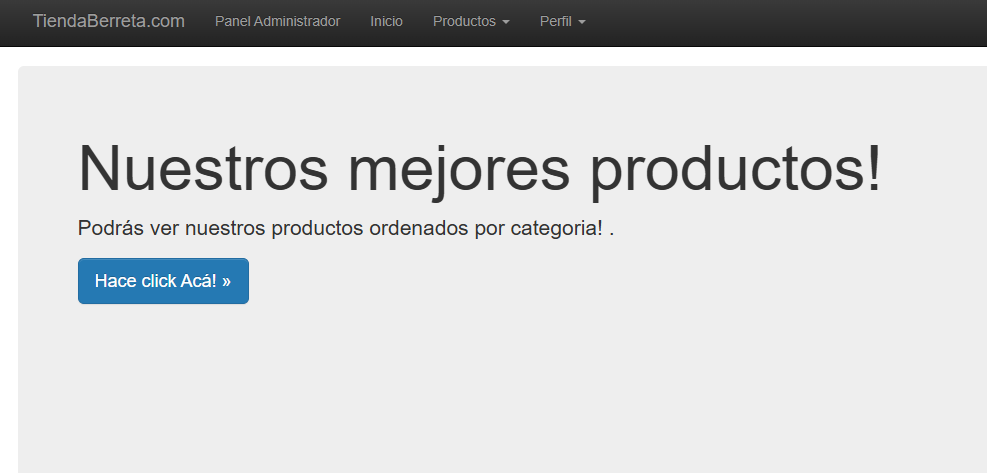 TiendaBerreta.com Panel Administrador Inicio Productos Perfil
Nuestros mejores productos!
Podrás ver nuestros productos ordenados por categoria! .
Hace click Acá! »